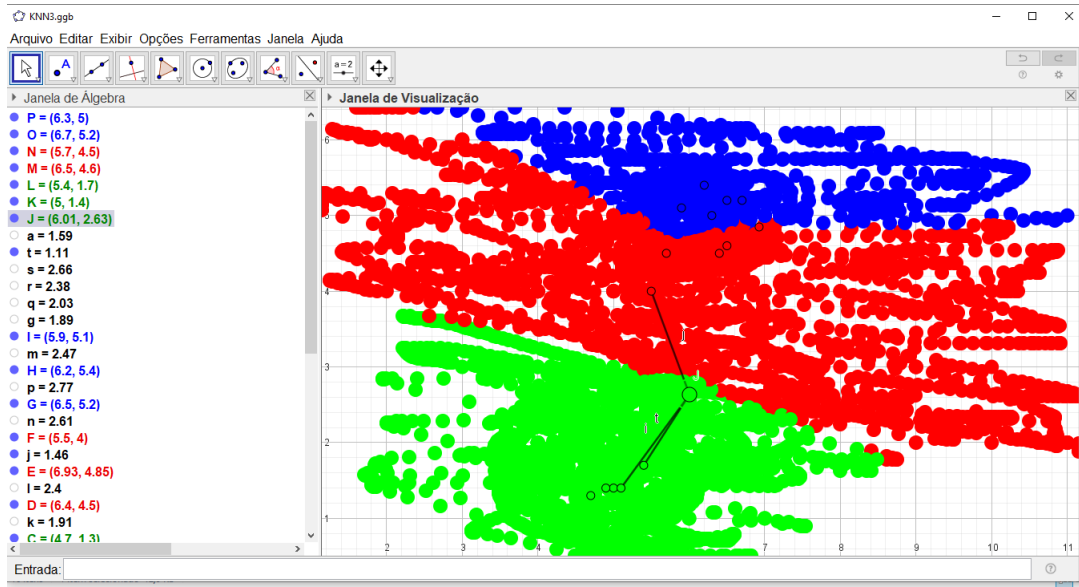 KNN3.ggb
Arquivo Editar Exibir Opções Ferramentas Janela Ajuda
A
α
a=2
Janela de Álgebra
Janela de Visualização
P = (6.3, 5)
O = (6.7, 5.2)
N = (5.7, 4.5)
M = (6.5, 4.6)
L = (5.4, 1.7)
K = (5, 1.4)
J = (6.01, 2.63)
a = 1.59
t = 1.11
s = 2.66
r = 2.38
q = 2.03
g = 1.89
I = (5.9, 5.1)
m = 2.47
H = (6.2, 5.4)
p = 2.77
G = (6.5, 5.2)
n = 2.61
F = (5.5, 4)
j = 1.46
E = (6.93, 4.85)
l = 2.4
D = (6.4, 4.5)
k = 1.91
C = (4.7, 1.3)
6
5
4
3
2
1
j
t
i
2 3 4 7 8 9 10 11
Entrada: